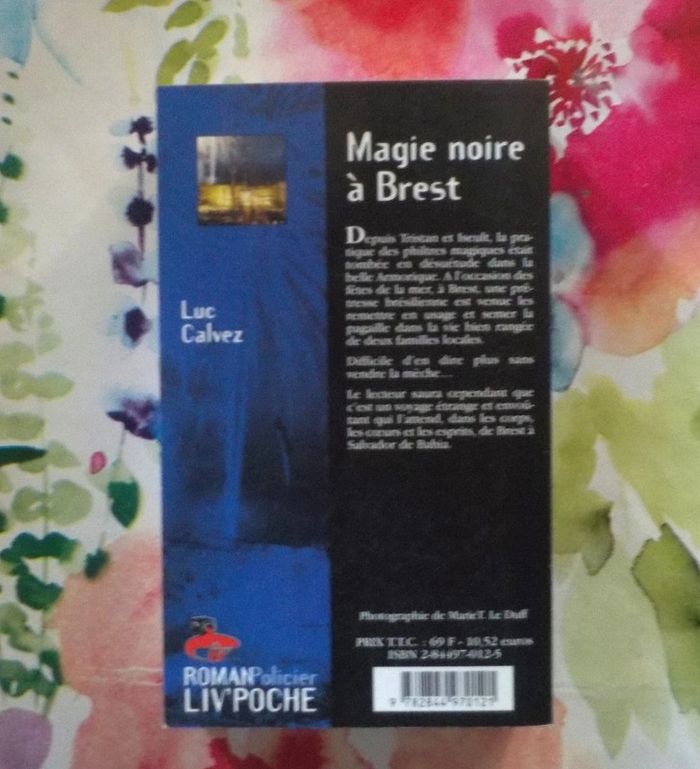 Magie noire
à Brest
Depuis Tristan et Iseult, la pra-
tique des philtres magiques était
tombée en désuétude dans la
belle Armorique. A l'occasion des
fêtes de la mer, à Brest, une prê-
tresse brésilienne est venue les
remettre en usage et semer la
pagaille dans la vie bien rangée
de deux familles locales.
Difficile d'en dire plus sans
vendre la mèche...
Le lecteur saura cependant que
c'est un voyage étrange et envoû-
tant qui l'attend, dans les corps,
les cœurs et les esprits, de Brest à
Salvador de Bahia.
Luc
Calvez
Photographie de MarieT. Le Duff
PRIX T.T.C. : 69 F - 10,52 euros
ISBN 2-84497-012-5
ROMANPolicier
LIV'POCHE
9 782844 970121